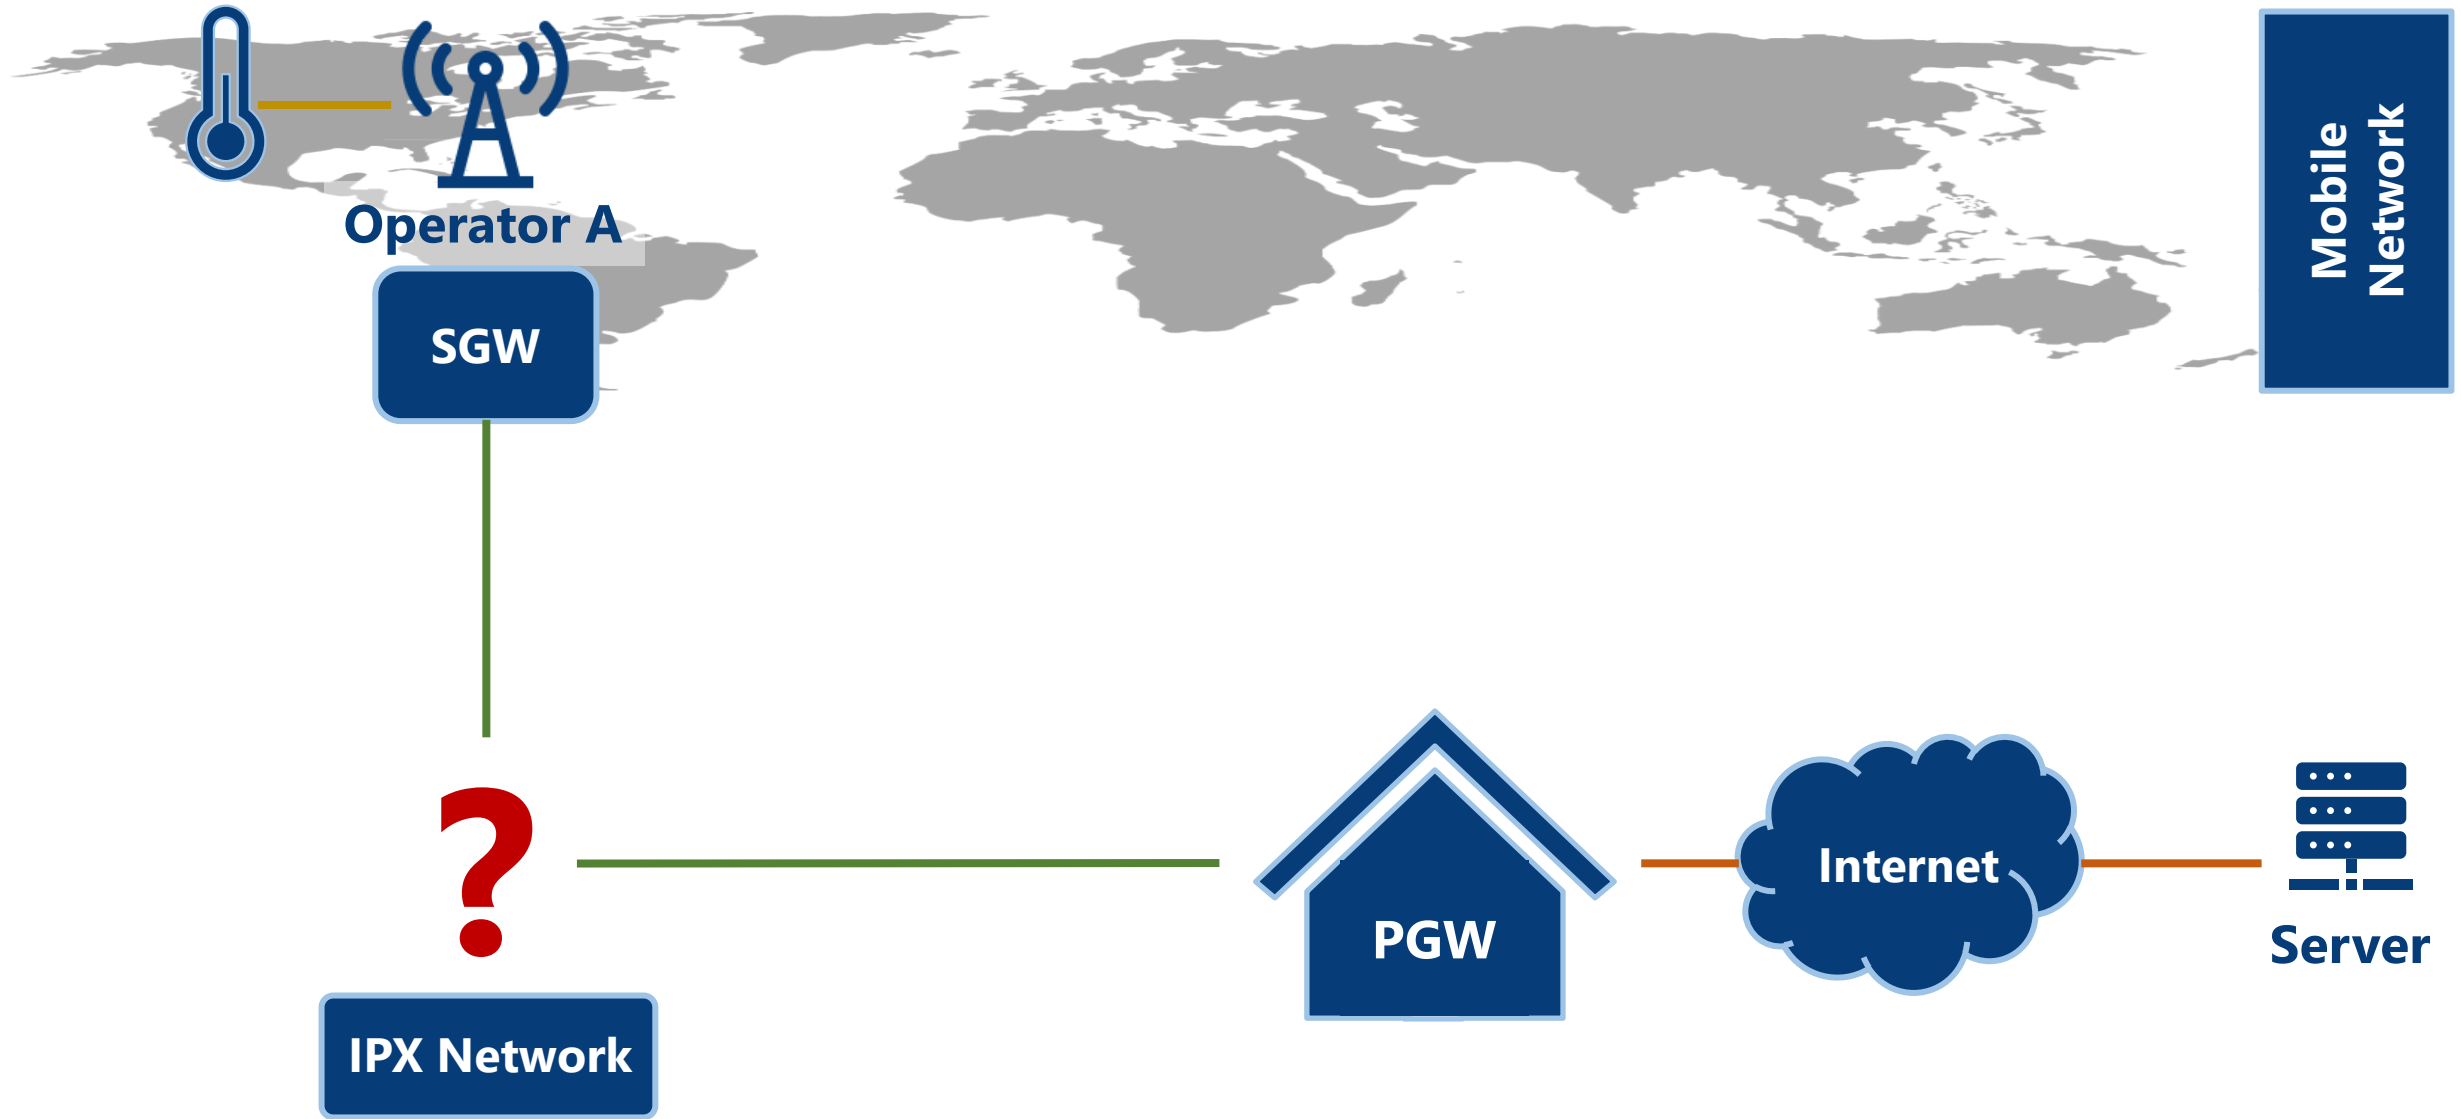 Operator A
SGW
Mobile
Network
?
IPX Network
PGW
Internet
Server